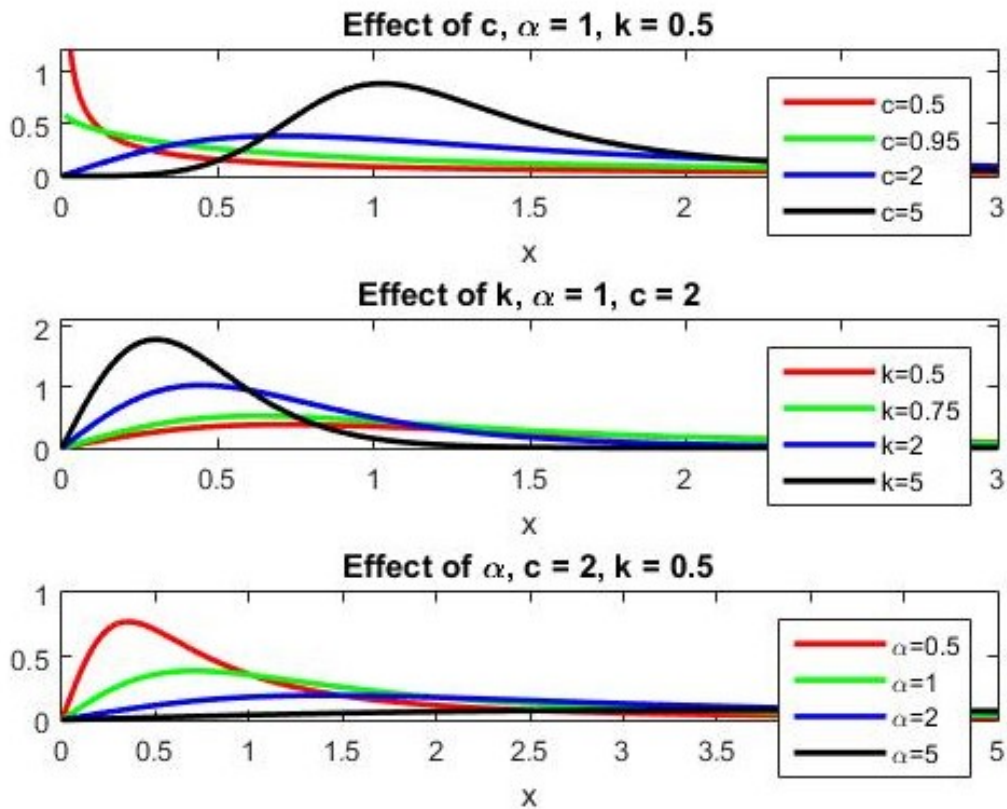 Effect of c, α = 1, k = 0.5
1
0.5
0
0 0.5 1 1.5 2 3
x
c=0.5
c=0.95
c=2
c=5
Effect of k, α = 1, c = 2
2
1
0
0 0.5 1 1.5 2 3
x
k=0.5
k=0.75
k=2
k=5
Effect of α, c = 2, k = 0.5
1
0.5
0
0 0.5 1 1.5 2 2.5 3 3.5 5
x
α=0.5
α=1
α=2
α=5